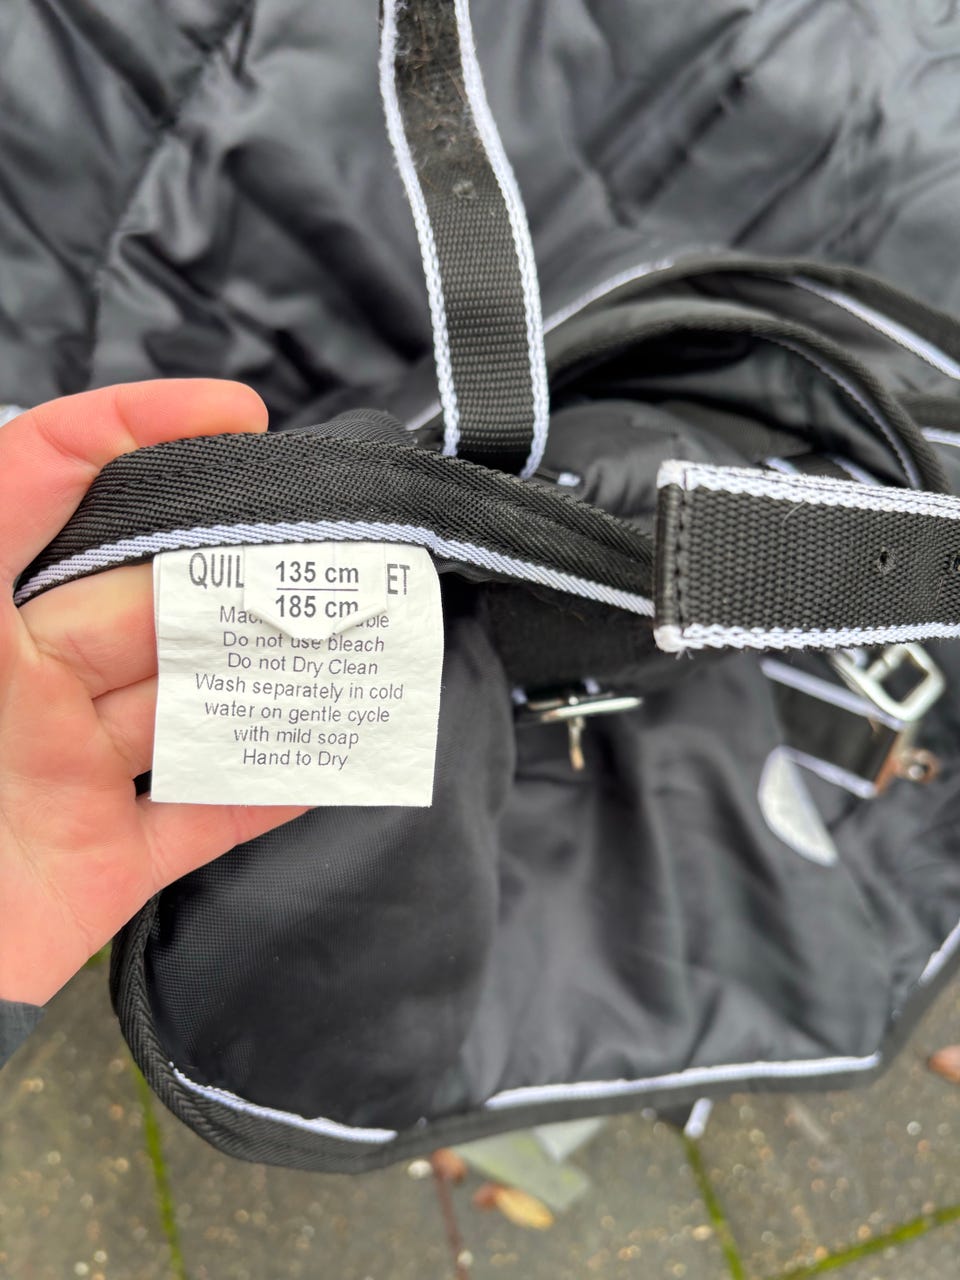 135 cm
185 cm
Do not use bleach
Do not Dry Clean
Wash separately in cold
water on gentle cycle
with mild soap
Hand to Dry